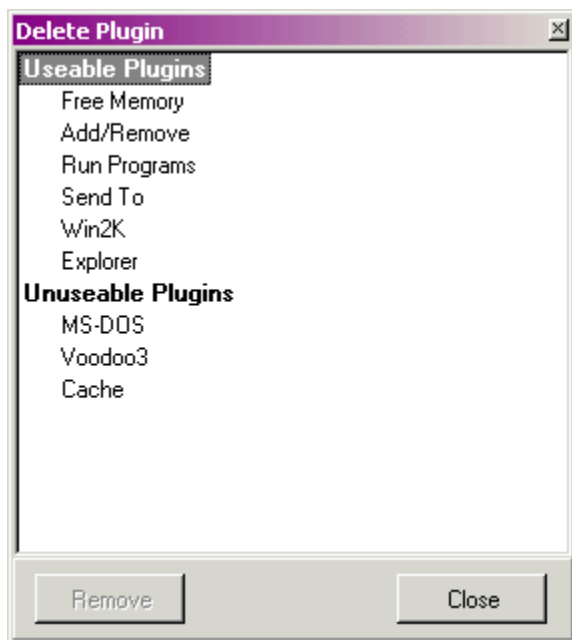 Delete Plugin
Useable Plugins
Free Memory
Add/Remove
Run Programs
Send To
Win2K
Explorer
Unuseable Plugins
MS-DOS
Voodoo3
Cache
Remove
Close